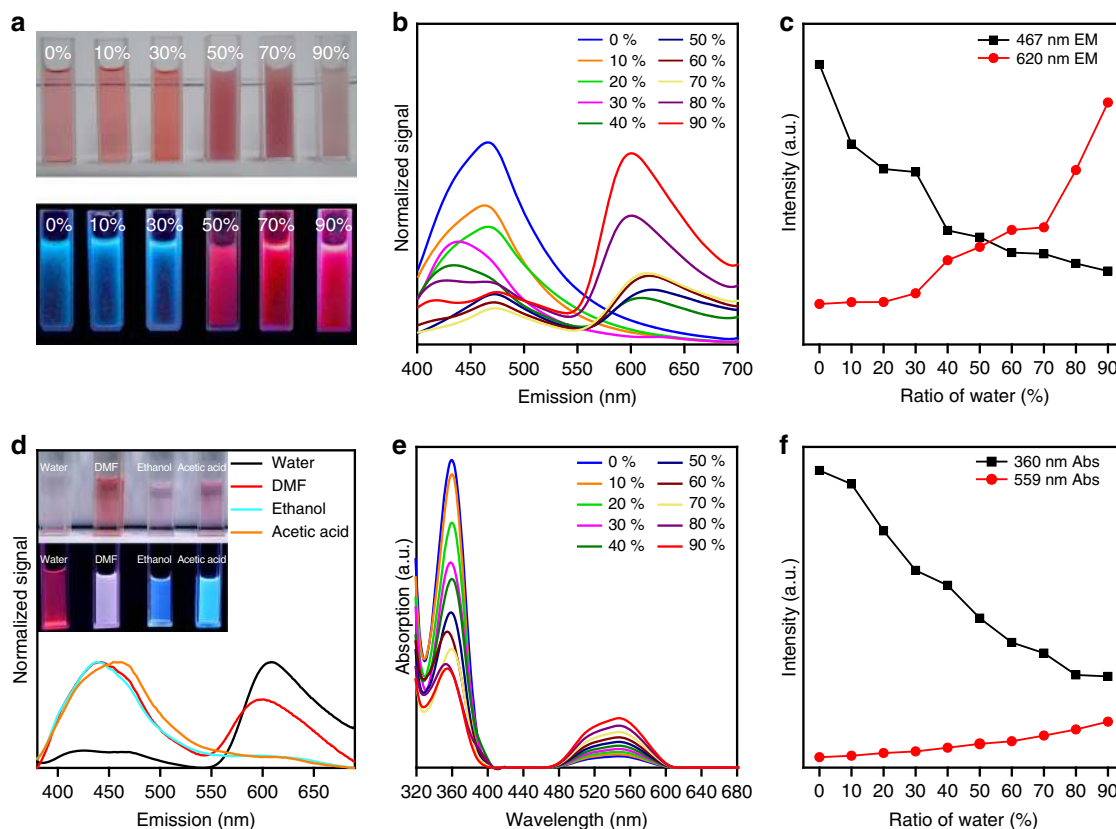 a
0% 10% 30% 50% 70% 90%
0% 10% 30% 50% 70% 90%
b
Normalized signal
0 % 50 %
10 % 60 %
20 % 70 %
30 % 80 %
40 % 90 %
400 450 500 550 600 650 700
Emission (nm)
c
Intensity (a.u.)
467 nm EM
620 nm EM
0 10 20 30 40 50 60 70 80 90
Ratio of water (%)
d
Normalized signal
Water DMF Ethanol Acetic acid
Water DMF Ethanol Acetic acid
Water
DMF
Ethanol
Acetic acid
400 450 500 550 600 650
Emission (nm)
e
Absorption (a.u.)
0 % 50 %
10 % 60 %
20 % 70 %
30 % 80 %
40 % 90 %
320 360 400 440 480 520 560 600 640 680
Wavelength (nm)
f
Intensity (a.u.)
360 nm Abs
559 nm Abs
0 10 20 30 40 50 60 70 80 90
Ratio of water (%)